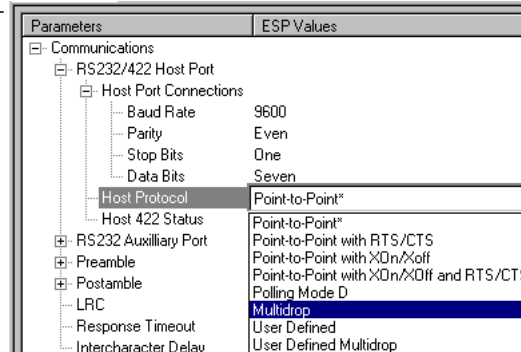 Parameters ESP Values
Communications
RS232/422 Host Port
Host Port Connections
Baud Rate 9600
Parity Even
Stop Bits One
Data Bits Seven
Host Protocol Point-to-Point*
Host 422 Status Point-to-Point*
RS232 Auxilliary Port Point-to-Point with RTS/CTS
Preamble Point-to-Point with XOn/Xoff
Postamble Point-to-Point with XOn/XOff and RTS/CTS
LRC Polling Mode D
Multidrop
Response Timeout User Defined
Intercharacter Delay User Defined Multidrop